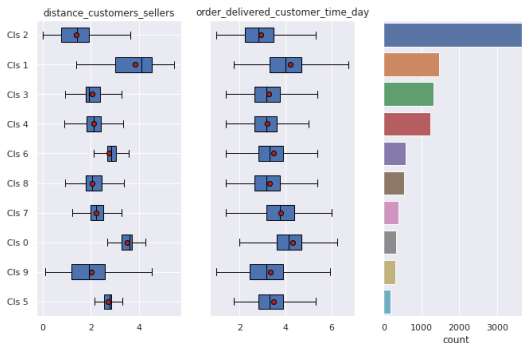 distance_customers_sellers order_delivered_customer_time_day
Cls 2
Cls 1
Cls 3
Cls 4
Cls 6
Cls 8
Cls 7
Cls 0
Cls 9
Cls 5
0 2 4 2 4 6 0 1000 2000 3000
count